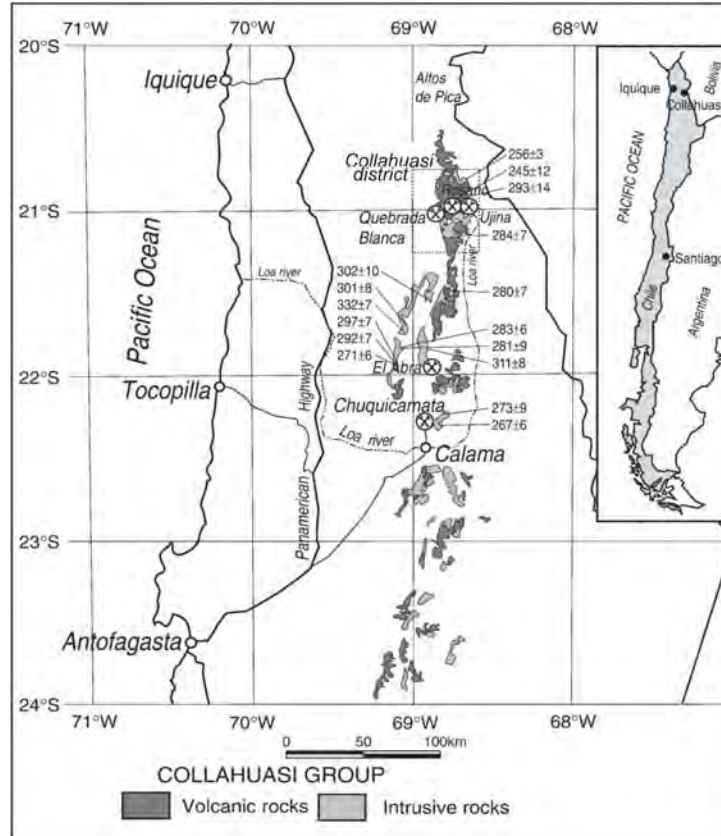 71°W 70°W 69°W 68°W
20°S
Iquique
Altos
de Pica
Collahuasi
district
256±3
245±12
Rosario
293±14
21°S
Quebrada
Blanca
Ujina
284±7
Loa river
Loa river
302±10
301±8
332±7
297±7
292±7
271±6
280±7
283±6
281±9
311±8
El Abra
Pacific Ocean
22°S
Tocopilla
Highway
Panamerican
Chuquicamata
273±9
267±6
Loa river
Calama
23°S
Antofagasta
24°S
71°W 70°W 69°W 68°W
Iquique
Bolivia
Collahuasi
PACIFIC OCEAN
Santiago
Chile
Argentina
0 50 100km
COLLAHUASI GROUP
Volcanic rocks
Intrusive rocks